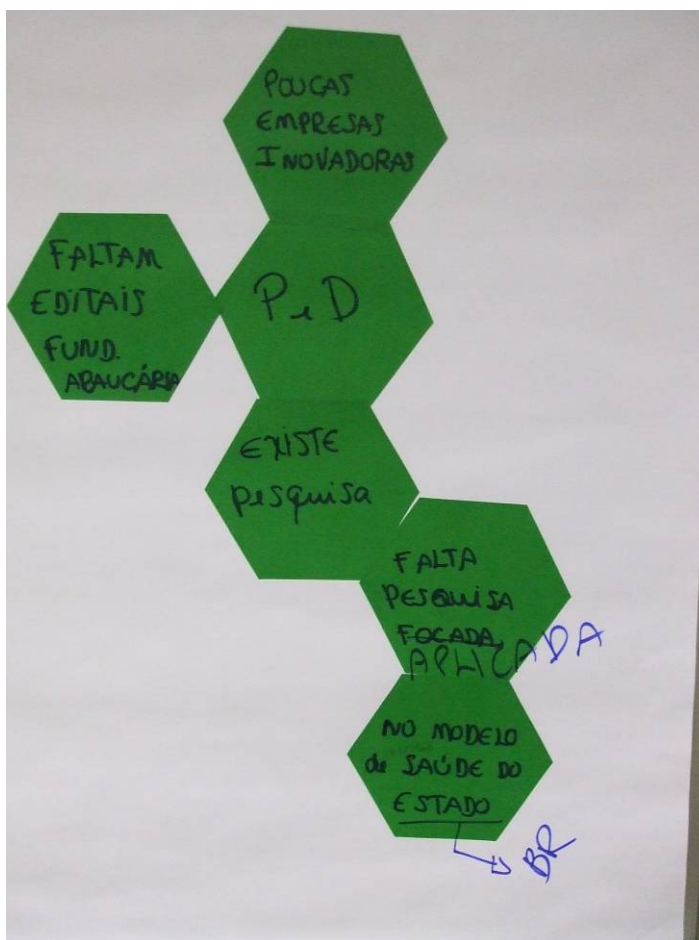 POUCAS
EMPRESAS
INOVADORAS
FALTAM
EDITAIS
FUND.
ARAUCÁRIA
P e D
EXISTE
PESQUISA
FALTA
PESQUISA
FOCADA
APLICADA
NO MODELO
de SAÚDE DO
ESTADO
BR